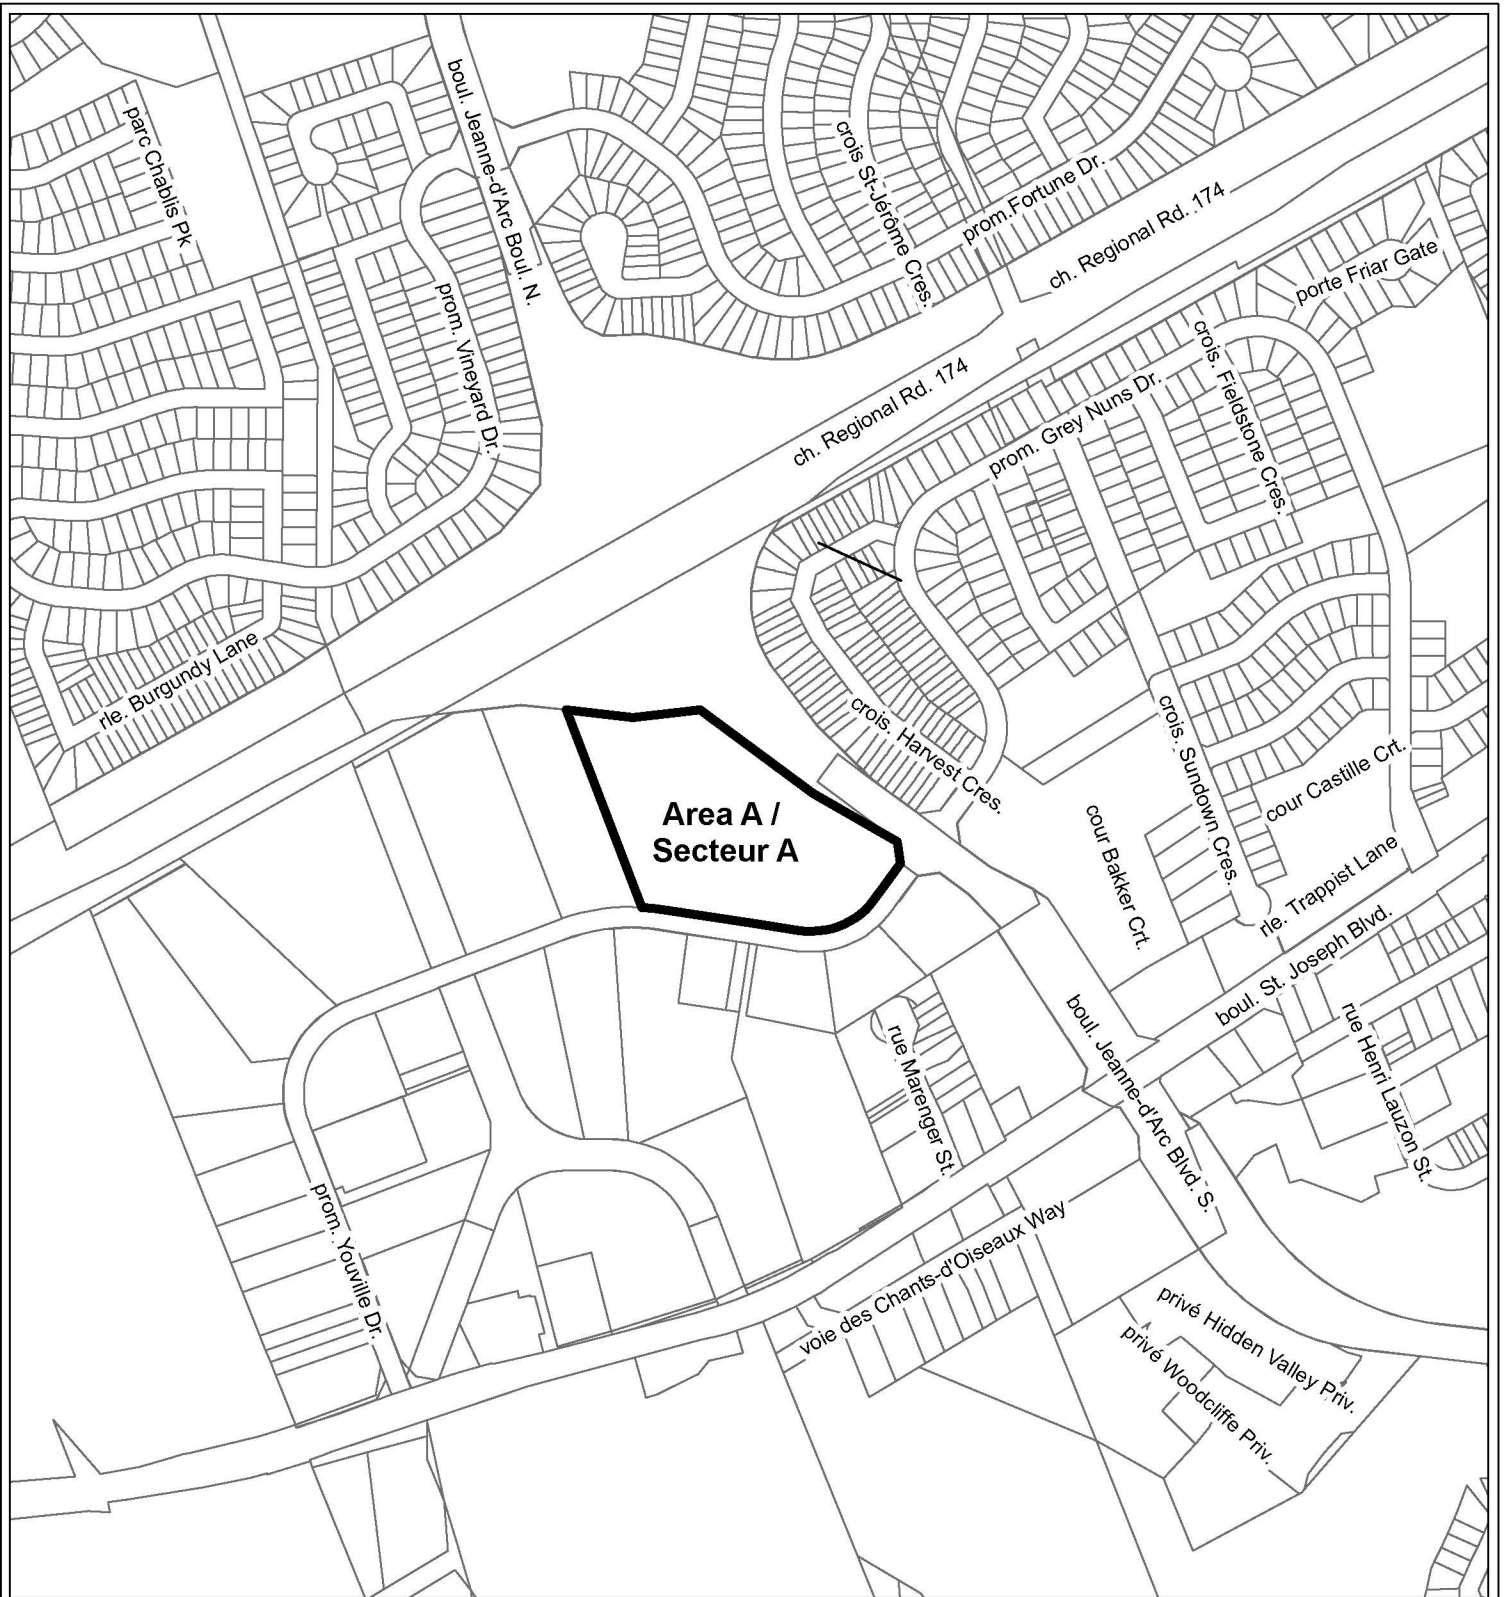 boul. Jeanne-d'Arc Boul. N.
parc Chablis Pk
crois St-Jérôme Cres.
prom.Fortune Dr.
ch. Regional Rd. 174
porte Friar Gate
prom. Vineyard Dr.
crois. Fieldstone Cres.
ch. Regional Rd. 174
prom. Grey Nuns Dr.
rle. Burgundy Lane
crois. Harvest Cres.
crois. Sundown Cres.
cour Castille Crt.
Area A /
Secteur A
cour Bakker Crt.
rle. Trappist Lane
boul. St. Joseph Blvd.
boul. Jeanne-d'Arc Blvd. S.
rue Marenger St.
rue Henri Lauzon St.
prom. Youville Dr.
voie des Chants-d'Oiseaux Way
privé Hidden Valley Priv.
privé Woodcliffe Priv.